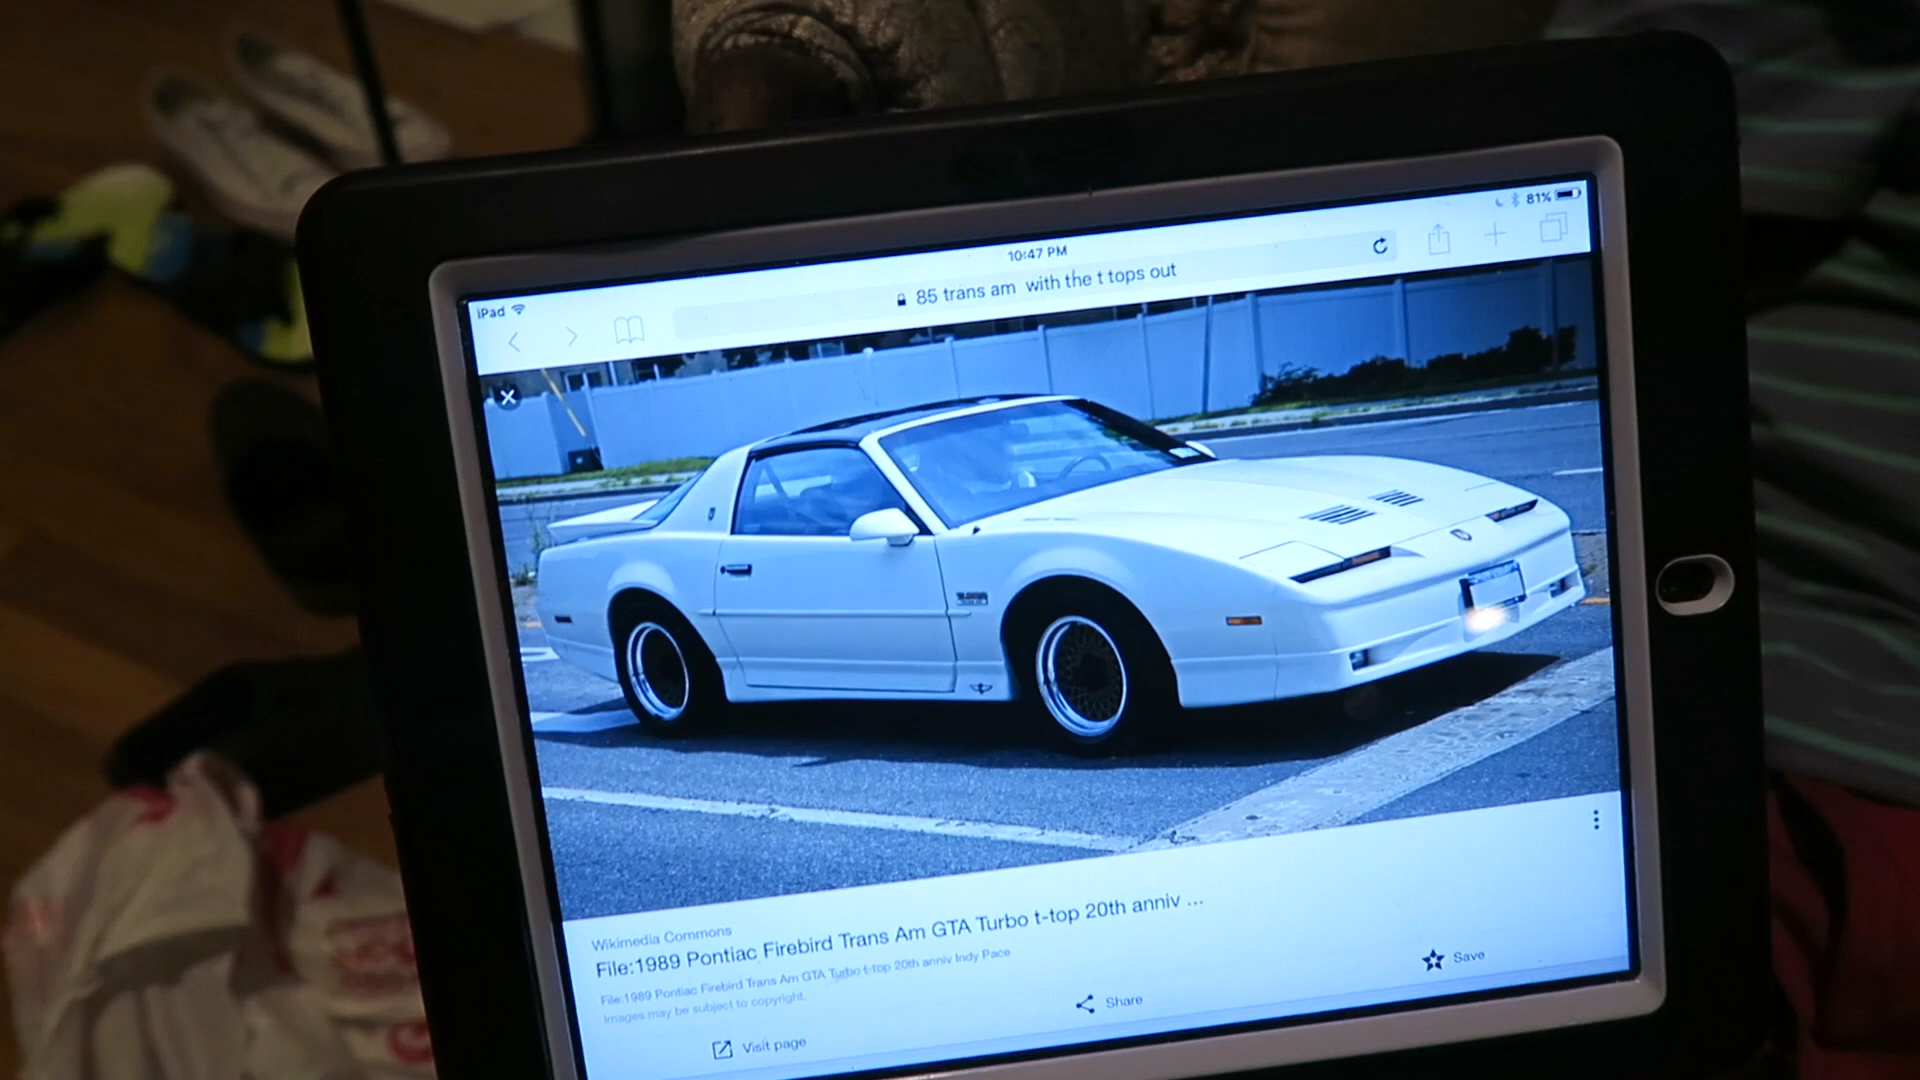 81%
10:47 PM
iPad
85 trans am with the t tops out
Wikimedia Commons
File:1989 Pontiac Firebird Trans Am GTA Turbo t-top 20th anniv ...
File:1989 Pontiac Firebird Trans Am GTA Turbo t-top 20th anniv Indy Pace
Images may be subject to copyright.
Save
Share
Visit page